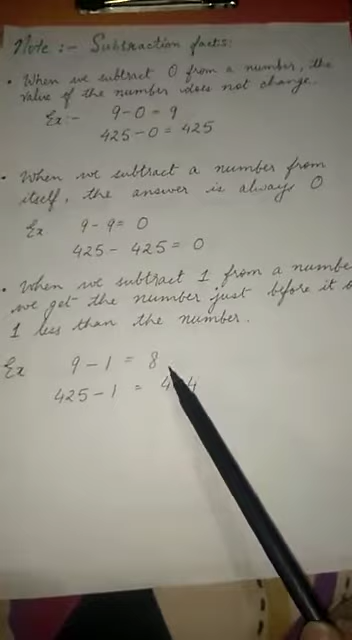 Note :- Subtraction facts:
• When we subtract 0 from a number, the
value of the number does not change.
Ex:- 9-0 = 9
425-0 = 425
• When we subtract a number from
itself, the answer is always 0
Ex 9-9= 0
425 - 425 = 0
• When we subtract 1 from a numbe
we get the number just before it o
1 less than the number.
Ex 9-1 = 8
425-1 =